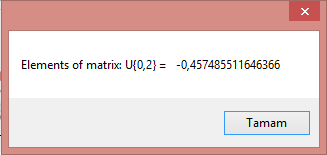 Elements of matrix: U{0,2} = -0,457485511646366
Tamam